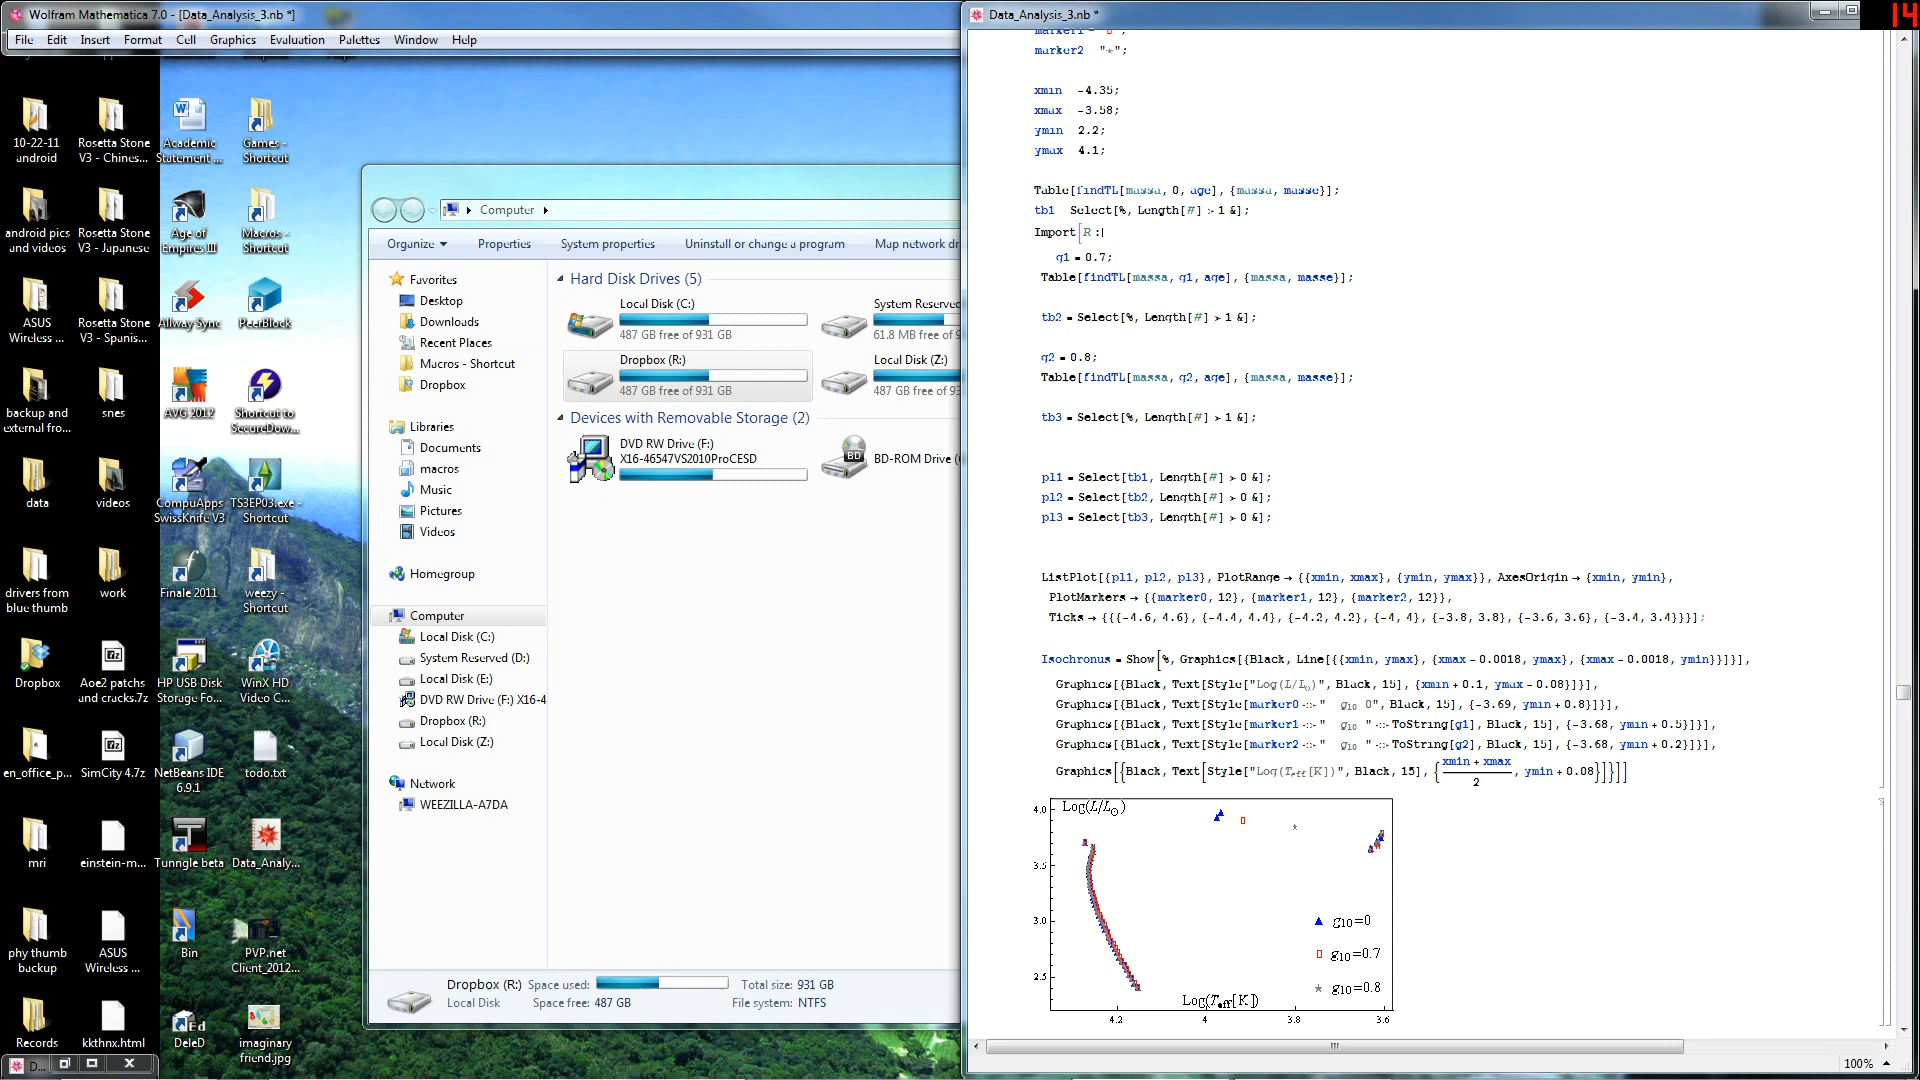 Wolfram Mathematica 7.0 - [Data_Analysis_3.nb *]
File Edit Insert Format Cell Graphics Evaluation Palettes Window Help
10-22-11 android
Rosetta Stone V3 - Chines...
Academic Statement ...
Games - Shortcut
android pics and videos
Rosetta Stone V3 - Japanese
Age of Empires III
Macros - Shortcut
ASUS Wireless ...
Rosetta Stone V3 - Spanis...
Allway Sync
PeerBlock
backup and external fro...
snes
AVG 2012
Shortcut to SecureDow...
data
videos
CompuApps SwissKnife V3
TS3EP03.exe - Shortcut
drivers from blue thumb
work
Finale 2011
weezy - Shortcut
Dropbox
Aoe2 patchs and cracks.7z
HP USB Disk Storage Fo...
WinX HD Video C...
en_office_p...
SimCity 4.7z
NetBeans IDE 6.9.1
todo.txt
mri
einstein-m...
Tunngle beta
Data_Analy...
phy thumb backup
ASUS Wireless ...
Bin
PVP.net Client_2012...
Records
kkthnx.html
DeleD
imaginary friend.jpg
D...
Computer
Organize Properties System properties Uninstall or change a program Map network dr
Favorites
Desktop
Downloads
Recent Places
Mucros - Shortcut
Dropbox
Libraries
Documents
macros
Music
Pictures
Videos
Homegroup
Computer
Local Disk (C:)
System Reserved (D:)
Local Disk (E:)
DVD RW Drive (F:) X16-4
Dropbox (R:)
Local Disk (Z:)
Network
WEEZILLA-A7DA
Hard Disk Drives (5)
Local Disk (C:)
487 GB free of 931 GB
System Reserved
61.8 MB free of
Dropbox (R:)
487 GB free of 931 GB
Local Disk (Z:)
487 GB free of 93
Devices with Removable Storage (2)
DVD RW Drive (F:)
X16-46547VS2010ProCESD
BD
BD-ROM Drive (
Dropbox (R:) Space used: Total size: 931 GB
Local Disk Space free: 487 GB File system: NTFS
Data_Analysis_3.nb *
14
marker2 "★";
xmin -4.35;
xmax -3.58;
ymin 2.2;
ymax 4.1;
Table[findTL[massa, 0, age], {massa, masse}];
tb1 Select[%, Length[#] > 1 &];
Import[R:
g1 = 0.7;
Table[findTL[massa, g1, age], {massa, masse}];
tb2 = Select[%, Length[#] > 1 &];
g2 = 0.8;
Table[findTL[massa, g2, age], {massa, masse}];
tb3 = Select[%, Length[#] > 1 &];
pl1 = Select[tb1, Length[#] > 0 &];
pl2 = Select[tb2, Length[#] > 0 &];
pl3 = Select[tb3, Length[#] > 0 &];
ListPlot[{pl1, pl2, pl3}, PlotRange → {{xmin, xmax}, {ymin, ymax}}, AxesOrigin → {xmin, ymin},
PlotMarkers → {{marker0, 12}, {marker1, 12}, {marker2, 12}},
Ticks → {{{-4.6, 4.6}, {-4.4, 4.4}, {-4.2, 4.2}, {-4, 4}, {-3.8, 3.8}, {-3.6, 3.6}, {-3.4, 3.4}}}];
Isochronus = Show[%, Graphics[{Black, Line[{{xmin, ymax}, {xmax - 0.0018, ymax}, {xmax - 0.0018, ymin}}]}],
Graphics[{Black, Text[Style["Log(L/L⊙)", Black, 15], {xmin + 0.1, ymax - 0.08}]}],
Graphics[{Black, Text[Style[marker0 <> " g10 0", Black, 15], {-3.69, ymin + 0.8}]}],
Graphics[{Black, Text[Style[marker1 <> " g10 " <> ToString[g1], Black, 15], {-3.68, ymin + 0.5}]}],
Graphics[{Black, Text[Style[marker2 <> " g10 " <> ToString[g2], Black, 15], {-3.68, ymin + 0.2}]}],
Graphics[{Black, Text[Style["Log(Teff[K])", Black, 15], {(xmin + xmax)/2, ymin + 0.08}]}]]
4.0 Log(L/L⊙)
3.5
3.0
2.5
g10=0
g10=0.7
g10=0.8
Log(Teff[K])
4.2 4 3.8 3.6
100%